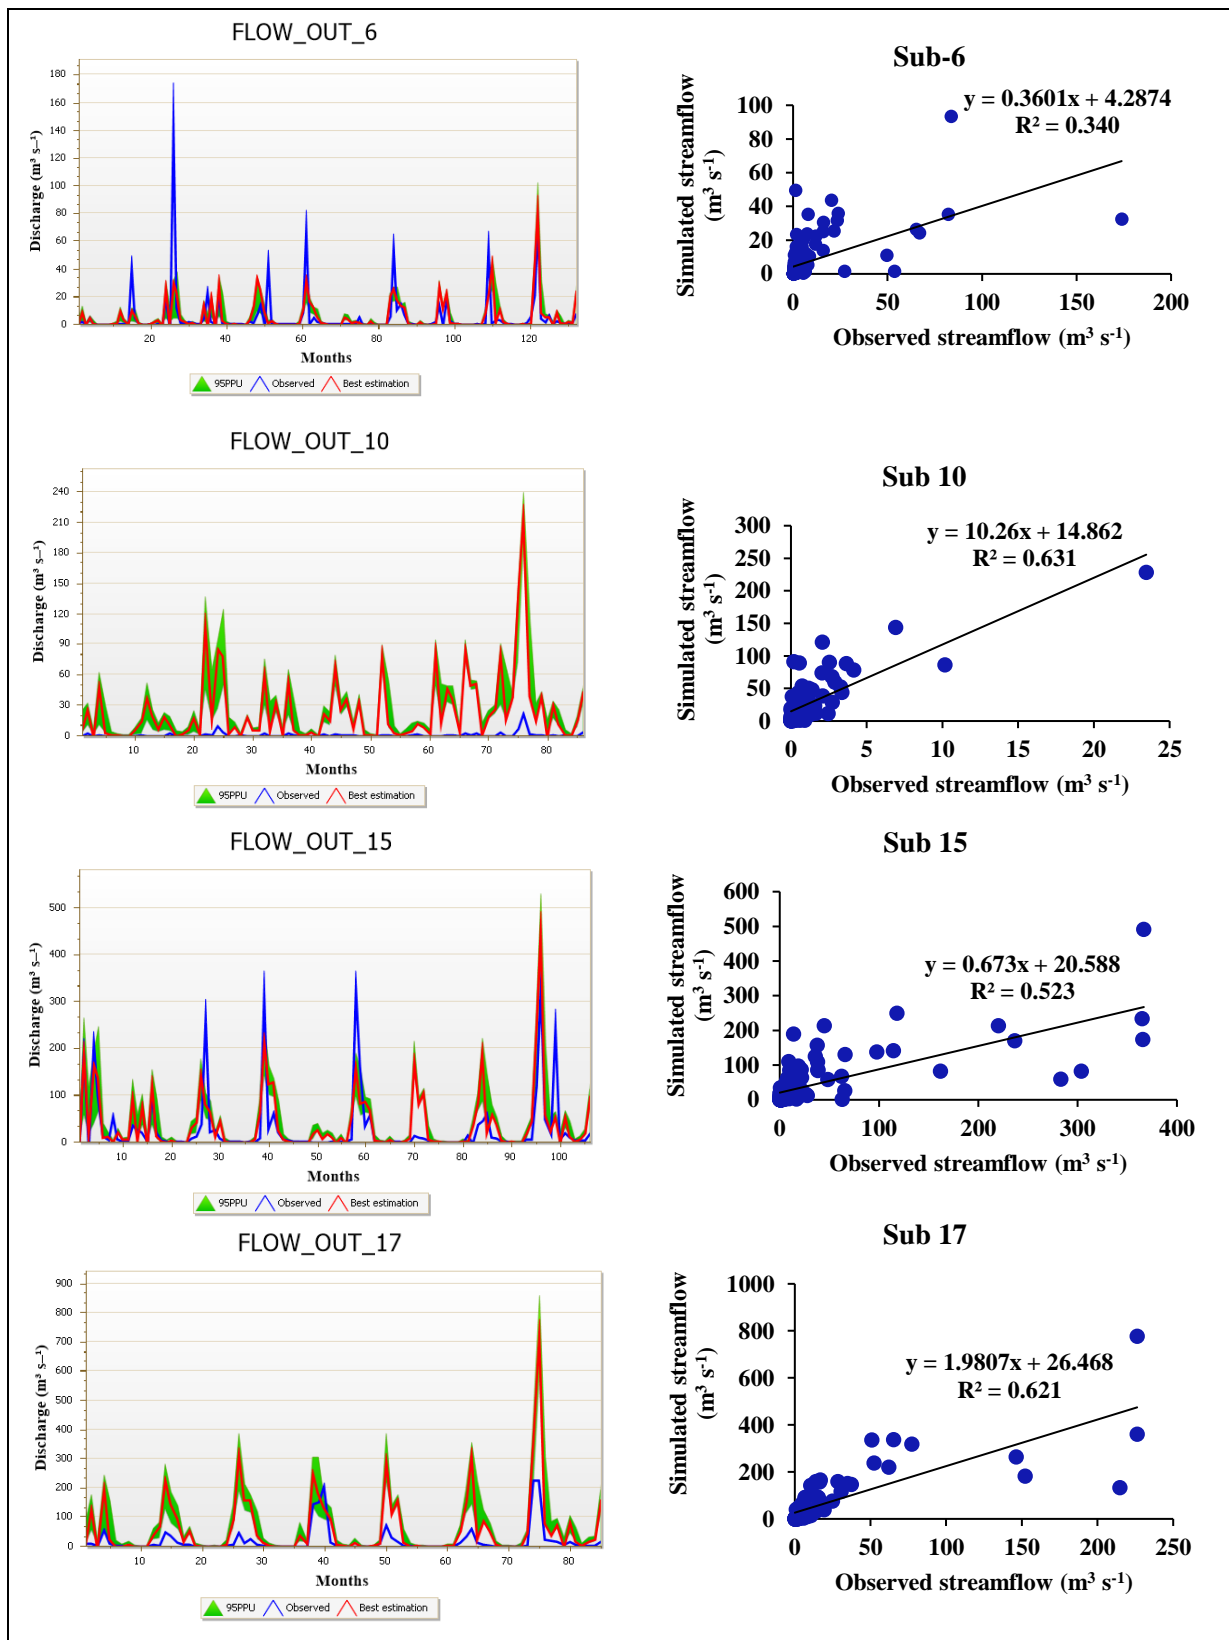 FLOW_OUT_6
Discharge (m³ s–¹)
180
160
140
120
100
80
60
40
20
0
20 40 60 80 100 120
Months
95PPU Observed Best estimation
Sub-6
y = 0.3601x + 4.2874
R² = 0.340
Simulated streamflow
(m³ s-¹)
100
80
60
40
20
0
0 50 100 150 200
Observed streamflow (m³ s-¹)
FLOW_OUT_10
Discharge (m³ s–¹)
240
210
180
150
120
90
60
30
0
10 20 30 40 50 60 70 80
Months
95PPU Observed Best estimation
Sub 10
y = 10.26x + 14.862
R² = 0.631
Simulated streamflow
(m³ s-¹)
300
250
200
150
100
50
0
0 5 10 15 20 25
Observed streamflow (m³ s-¹)
FLOW_OUT_15
Discharge (m³ s–¹)
500
400
300
200
100
0
10 20 30 40 50 60 70 80 90 100
Months
95PPU Observed Best estimation
Sub 15
y = 0.673x + 20.588
R² = 0.523
Simulated streamflow
(m³ s-¹)
600
500
400
300
200
100
0
0 100 200 300 400
Observed streamflow (m³ s-¹)
FLOW_OUT_17
Discharge (m³ s–¹)
900
800
700
600
500
400
300
200
100
0
10 20 30 40 50 60 70 80
Months
95PPU Observed Best estimation
Sub 17
y = 1.9807x + 26.468
R² = 0.621
Simulated streamflow
(m³ s-¹)
1000
800
600
400
200
0
0 50 100 150 200 250
Observed streamflow (m³ s-¹)